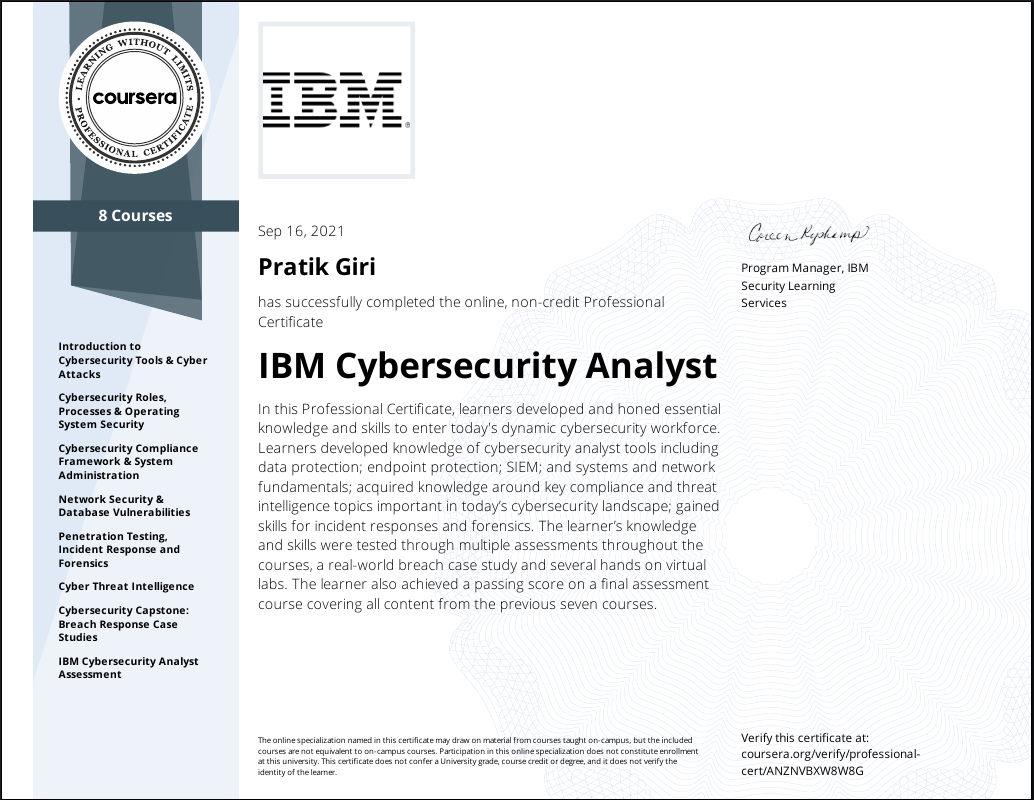 LEARNING WITHOUT LIMITS
coursera
PROFESSIONAL CERTIFICATE
8 Courses
Introduction to
Cybersecurity Tools & Cyber
Attacks
Cybersecurity Roles,
Processes & Operating
System Security
Cybersecurity Compliance
Framework & System
Administration
Network Security &
Database Vulnerabilities
Penetration Testing,
Incident Response and
Forensics
Cyber Threat Intelligence
Cybersecurity Capstone:
Breach Response Case
Studies
IBM Cybersecurity Analyst
Assessment
IBM®
Sep 16, 2021
Pratik Giri
has successfully completed the online, non-credit Professional
Certificate
IBM Cybersecurity Analyst
In this Professional Certificate, learners developed and honed essential
knowledge and skills to enter today's dynamic cybersecurity workforce.
Learners developed knowledge of cybersecurity analyst tools including
data protection; endpoint protection; SIEM; and systems and network
fundamentals; acquired knowledge around key compliance and threat
intelligence topics important in today’s cybersecurity landscape; gained
skills for incident responses and forensics. The learner’s knowledge
and skills were tested through multiple assessments throughout the
courses, a real-world breach case study and several hands on virtual
labs. The learner also achieved a passing score on a final assessment
course covering all content from the previous seven courses.
Coreen Ryskamp
Program Manager, IBM
Security Learning
Services
The online specialization named in this certificate may draw on material from courses taught on-campus, but the included
courses are not equivalent to on-campus courses. Participation in this online specialization does not constitute enrollment
at this university. This certificate does not confer a University grade, course credit or degree, and it does not verify the
identity of the learner.
Verify this certificate at:
coursera.org/verify/professional-
cert/ANZNVBXW8W8G